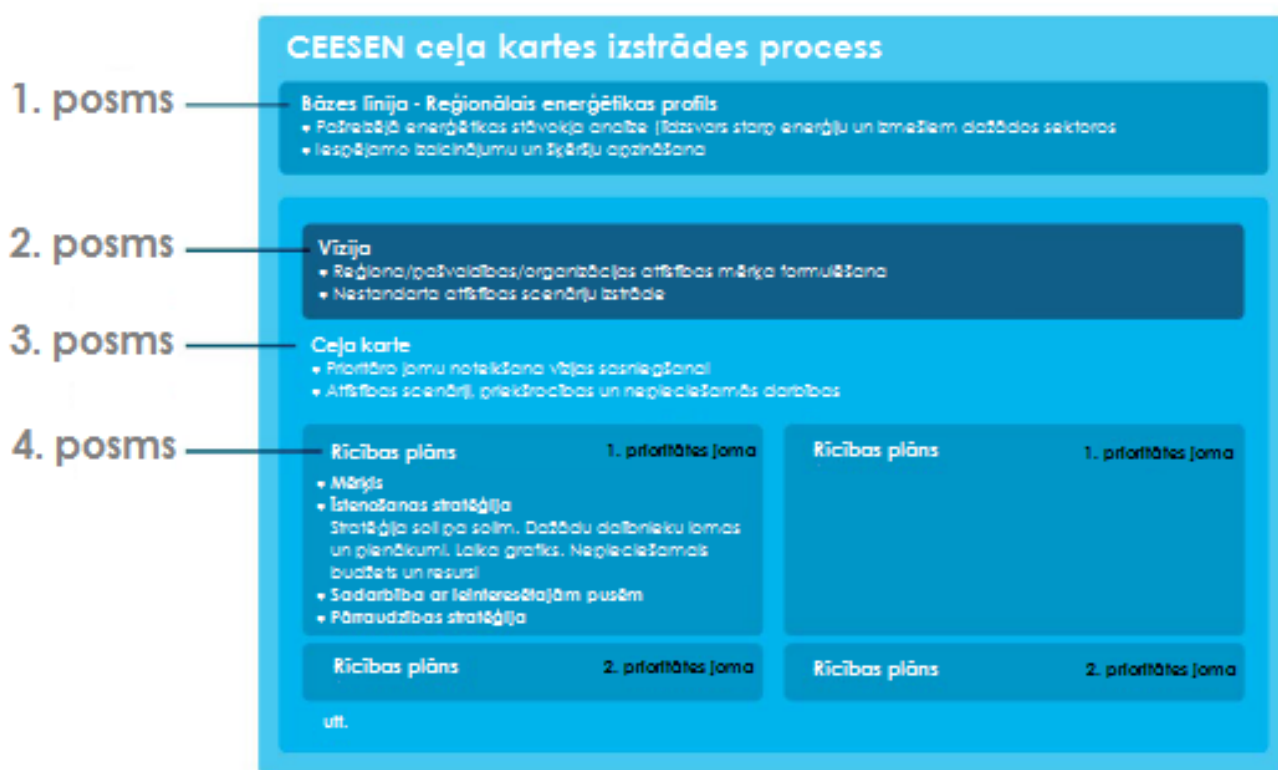 CEESEN ceļa kartes izstrādes process
1. posms
Bāzes līnija - Reģionālais enerģētikas profils
• Pašreizējā enerģētikas stāvokļa analīze (līdzsvars starp enerģiju un izmešiem dažādos sektoros
• Iespējamo izaicinājumu un šķēršļu apzināšana
2. posms
Vīzija
• Reģiona/pašvaldības/organizācijas attīstības mērķa formulēšana
• Nestandarta attīstības scenāriju izstrāde
3. posms
Ceļa karte
• Prioritāro jomu noteikšana vīzijas sasniegšanai
• Attīstības scenāriji, priekšrocības un nepieciešamās darbības
4. posms
Rīcības plāns 1. prioritātes joma
• Mērķis
• Īstenošanas stratēģija
Stratēģija soli pa solim. Dažādu dalībnieku lomas
un pienākumi. Laika grafiks. Nepieciešamais
budžets un resursi
• Sadarbība ar ieinteresētajām pusēm
• Pārraudzības stratēģija
Rīcības plāns 1. prioritātes joma
Rīcības plāns 2. prioritātes joma
Rīcības plāns 2. prioritātes joma
utt.